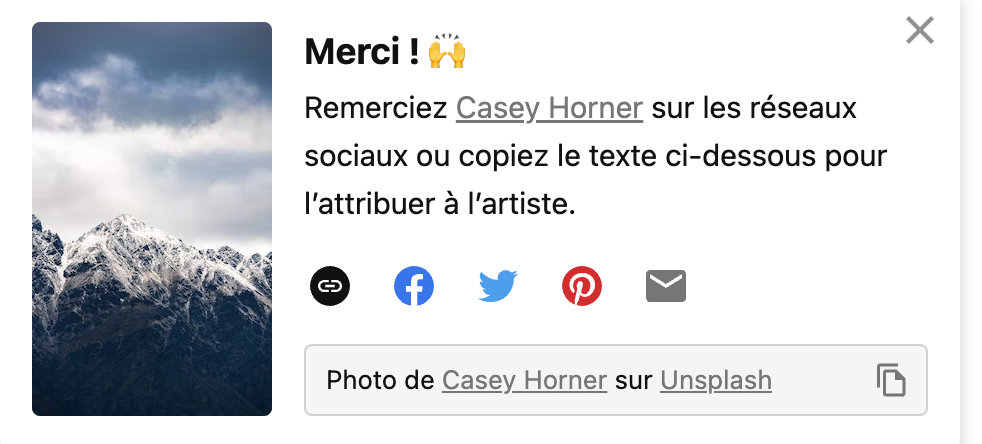 Merci ! 🙌
Remerciez Casey Horner sur les réseaux
sociaux ou copiez le texte ci-dessous pour
l’attribuer à l’artiste.
Photo de Casey Horner sur Unsplash